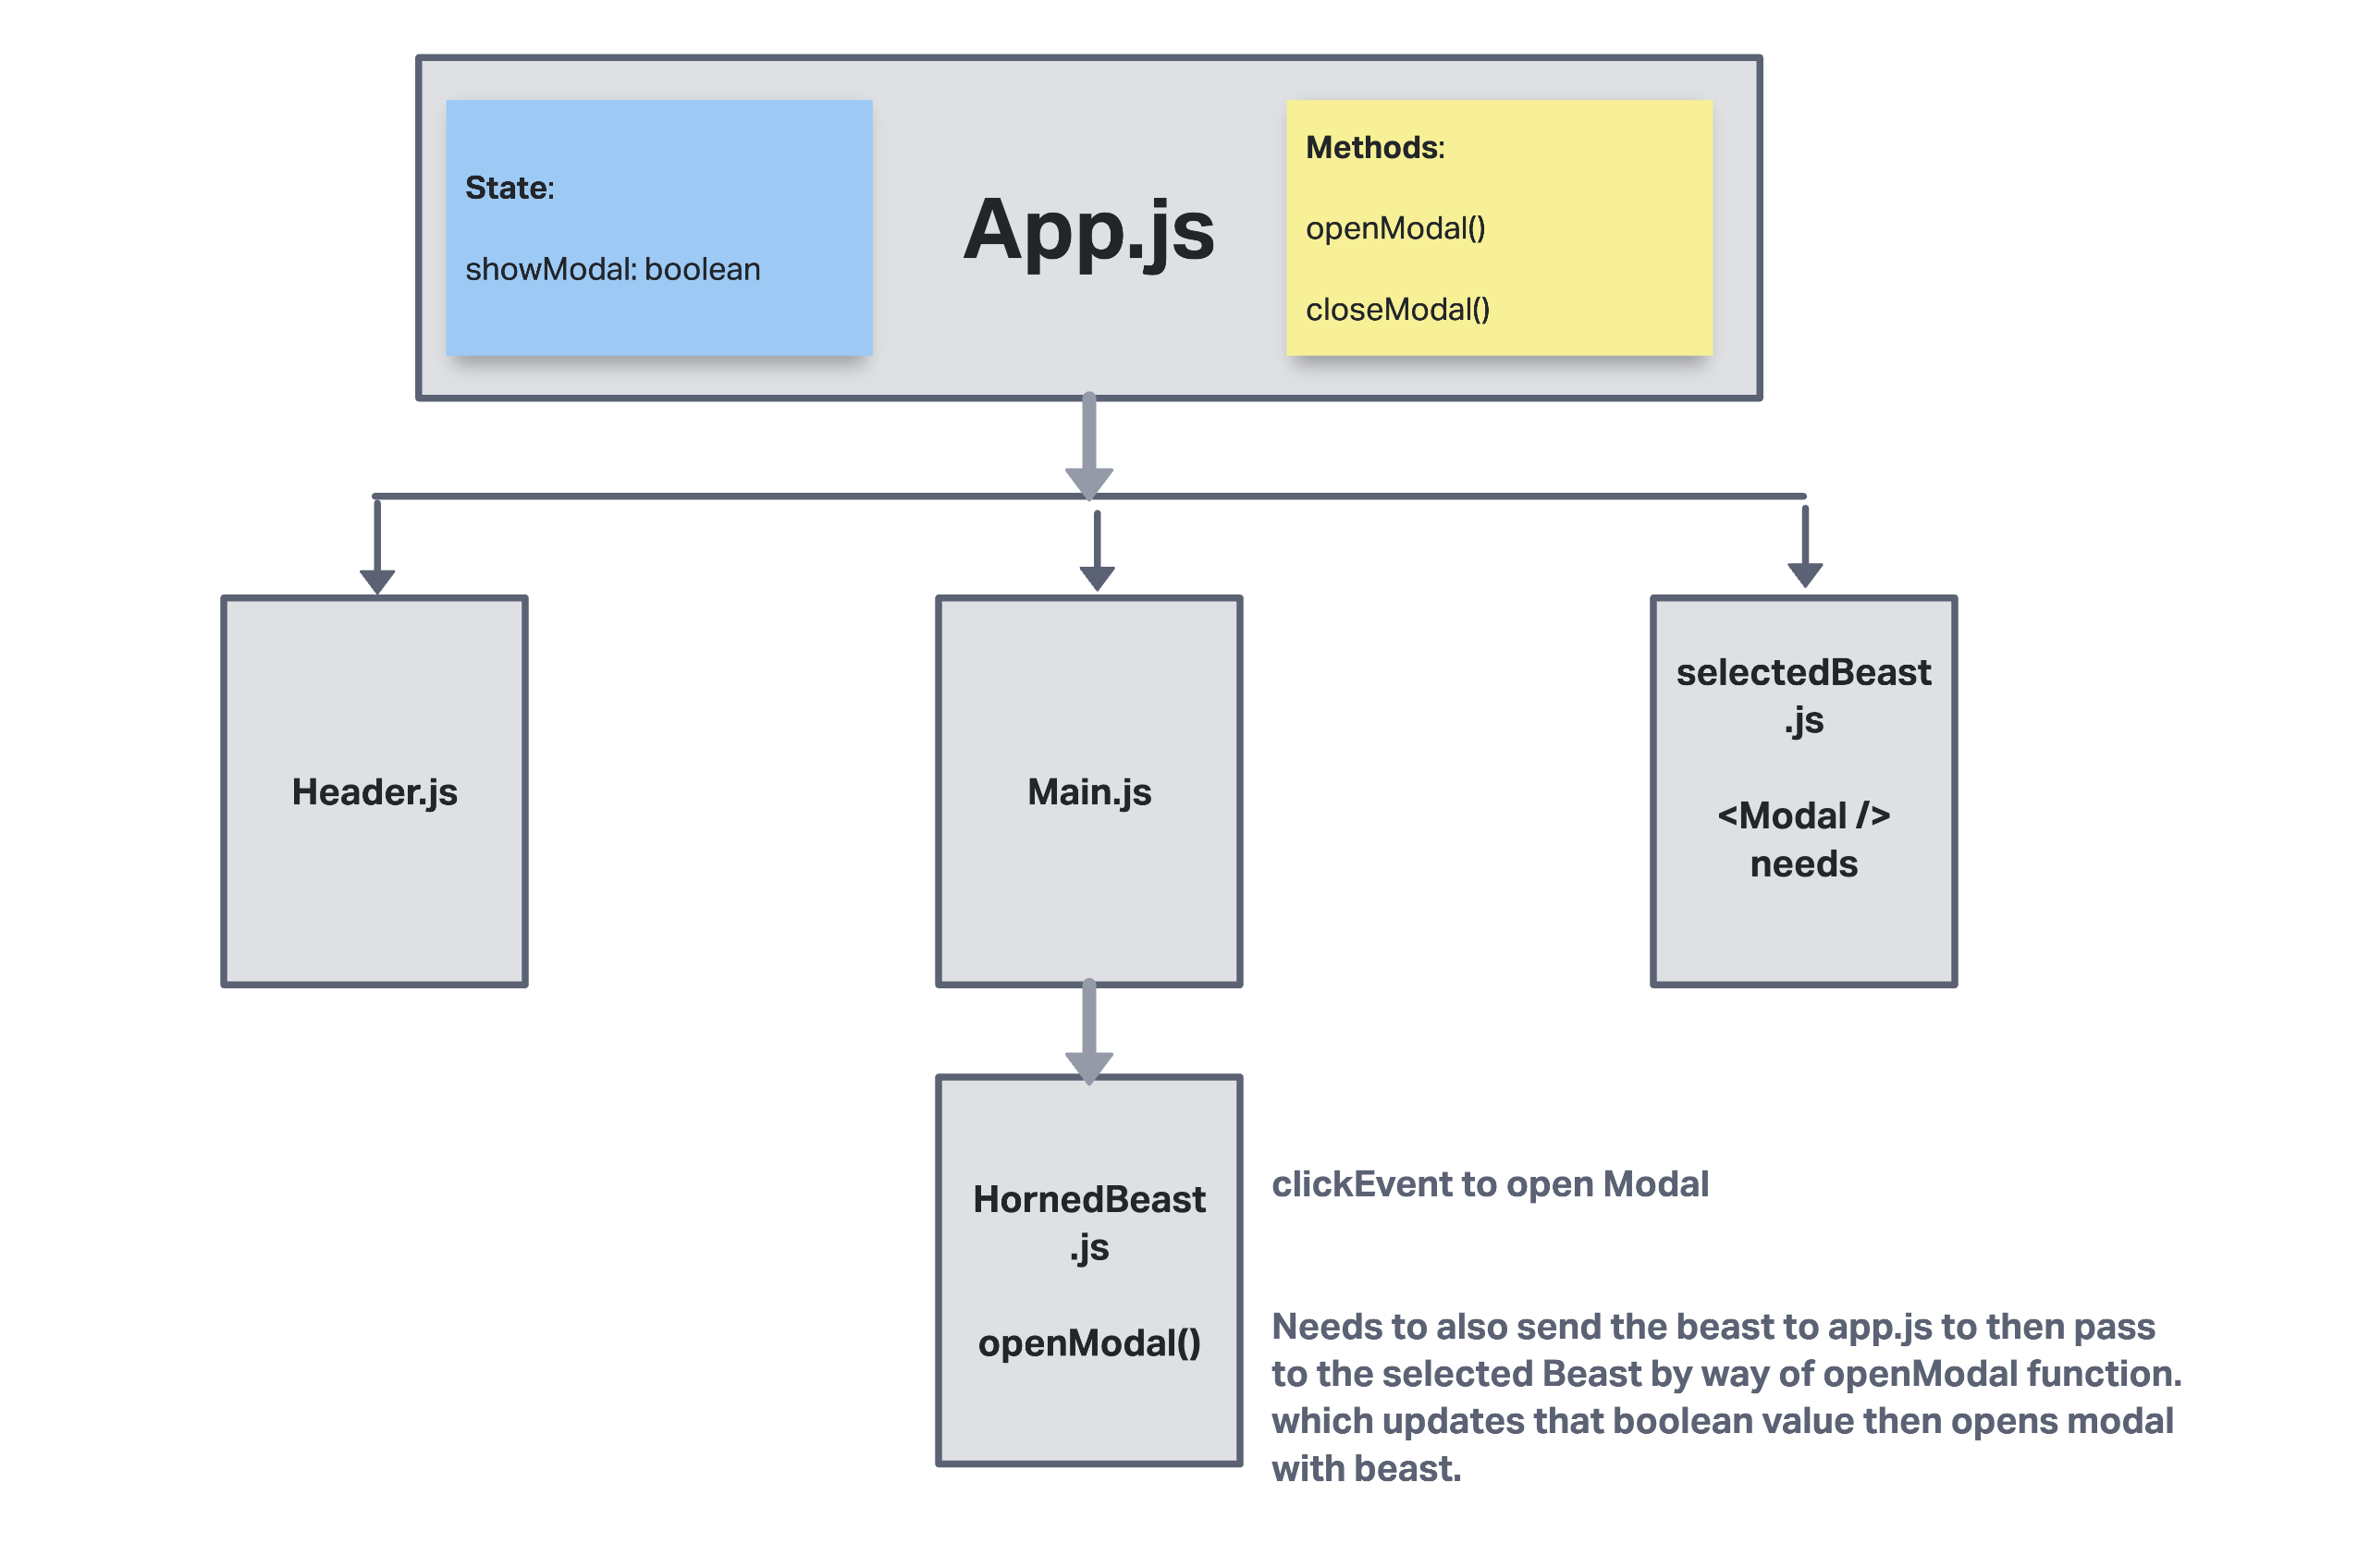 State:
showModal: boolean
App.js
Methods:
openModal()
closeModal()
Header.js
Main.js
selectedBeast
.js
<Modal />
needs
HornedBeast
.js
openModal()
clickEvent to open Modal
Needs to also send the beast to app.js to then pass
to the selected Beast by way of openModal function.
which updates that boolean value then opens modal
with beast.